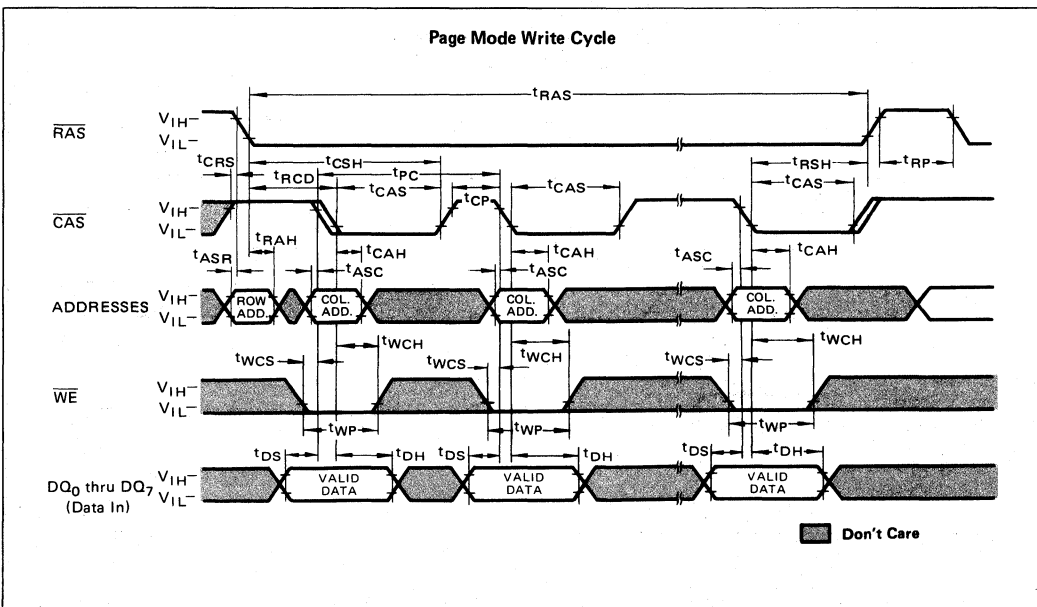 Page Mode Write Cycle
tRAS
RAS
VIH–
VIL–
tCRS
tCSH
tRSH
tRP
tRCD
tPC
tCAS
tCP
tCAS
tCAS
CAS
VIH–
VIL–
tRAH
tCAH
tCAH
tCAH
tASR
tASC
tASC
tASC
ADDRESSES
VIH–
VIL–
ROW ADD.
COL. ADD.
COL. ADD.
COL. ADD.
tWCS
tWCH
tWCS
tWCH
tWCS
tWCH
WE
VIH–
VIL–
tWP
tWP
tWP
tDS
tDH
tDS
tDH
tDS
tDH
DQ0 thru DQ7
(Data In)
VIH–
VIL–
VALID DATA
VALID DATA
VALID DATA
Don't Care